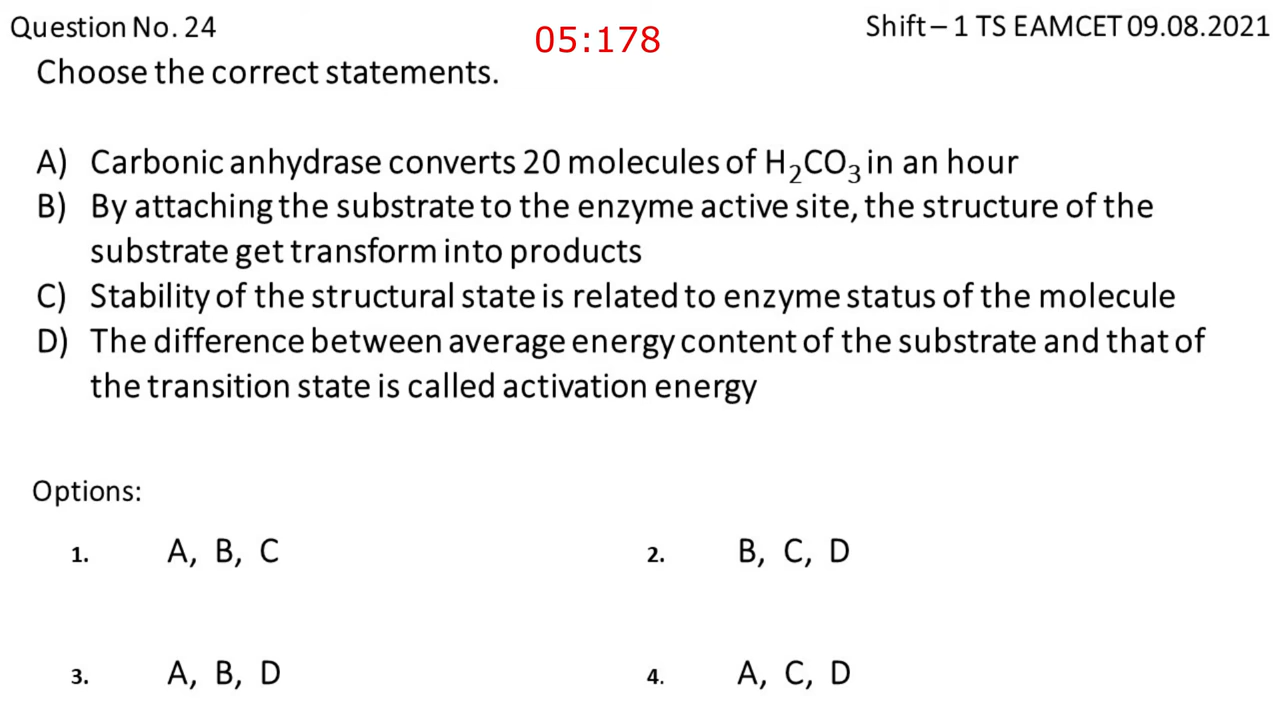 Question No. 24
05:178
Shift – 1 TS EAMCET 09.08.2021
Choose the correct statements.
A) Carbonic anhydrase converts 20 molecules of H₂CO₃ in an hour
B) By attaching the substrate to the enzyme active site, the structure of the
substrate get transform into products
C) Stability of the structural state is related to enzyme status of the molecule
D) The difference between average energy content of the substrate and that of
the transition state is called activation energy
Options:
1. A, B, C
2. B, C, D
3. A, B, D
4. A, C, D